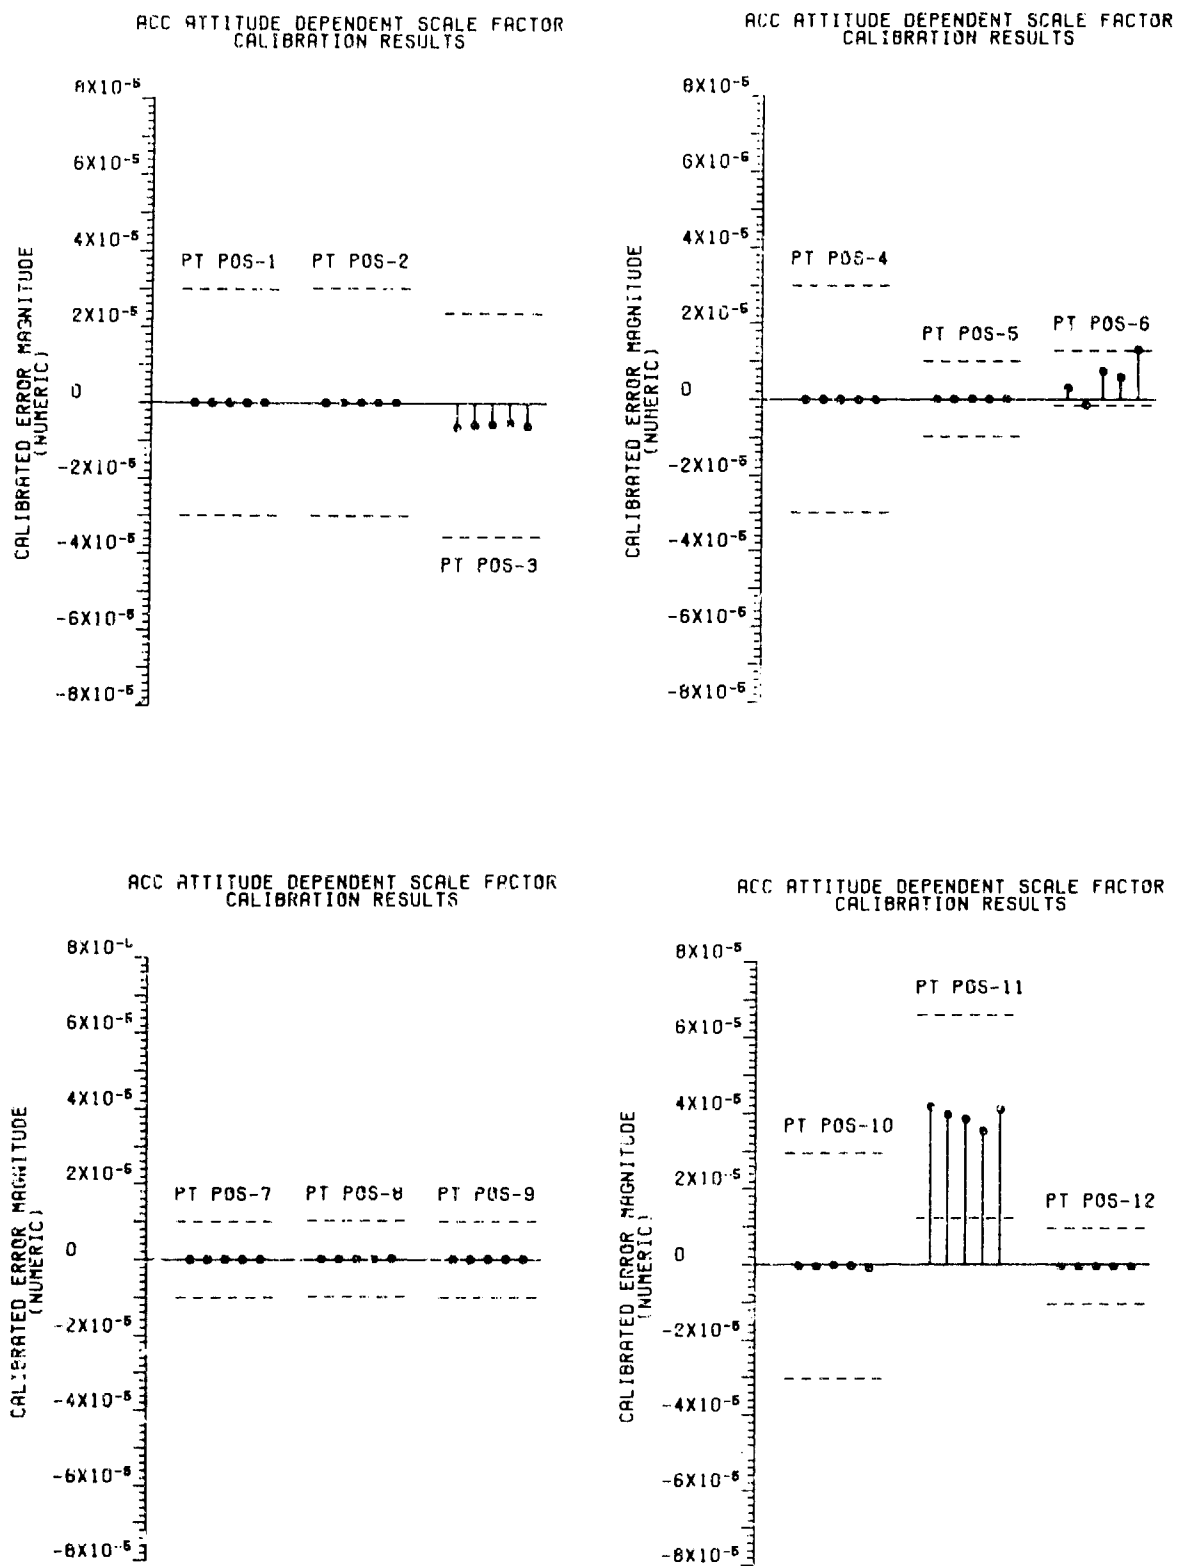 ACC ATTITUDE DEPENDENT SCALE FACTOR
CALIBRATION RESULTS
8X10-5
6X10-5
4X10-5
2X10-5
0
-2X10-5
-4X10-5
-6X10-5
-8X10-5
CALIBRATED ERROR MAGNITUDE
(NUMERIC)
PT POS-1
PT POS-2
PT POS-3
ACC ATTITUDE DEPENDENT SCALE FACTOR
CALIBRATION RESULTS
8X10-5
6X10-5
4X10-5
2X10-5
0
-2X10-5
-4X10-5
-6X10-5
-8X10-5
CALIBRATED ERROR MAGNITUDE
(NUMERIC)
PT POS-4
PT POS-5
PT POS-6
ACC ATTITUDE DEPENDENT SCALE FACTOR
CALIBRATION RESULTS
6X10-5
4X10-5
2X10-5
0
-2X10-5
-4X10-5
-6X10-5
-8X10-5
CALIBRATED ERROR MAGNITUDE
(NUMERIC)
PT POS-7
PT POS-8
PT POS-9
ACC ATTITUDE DEPENDENT SCALE FACTOR
CALIBRATION RESULTS
8X10-5
6X10-5
4X10-5
2X10-5
0
-2X10-5
-4X10-5
-6X10-5
-8X10-5
CALIBRATED ERROR MAGNITUDE
(NUMERIC)
PT POS-10
PT POS-11
PT POS-12